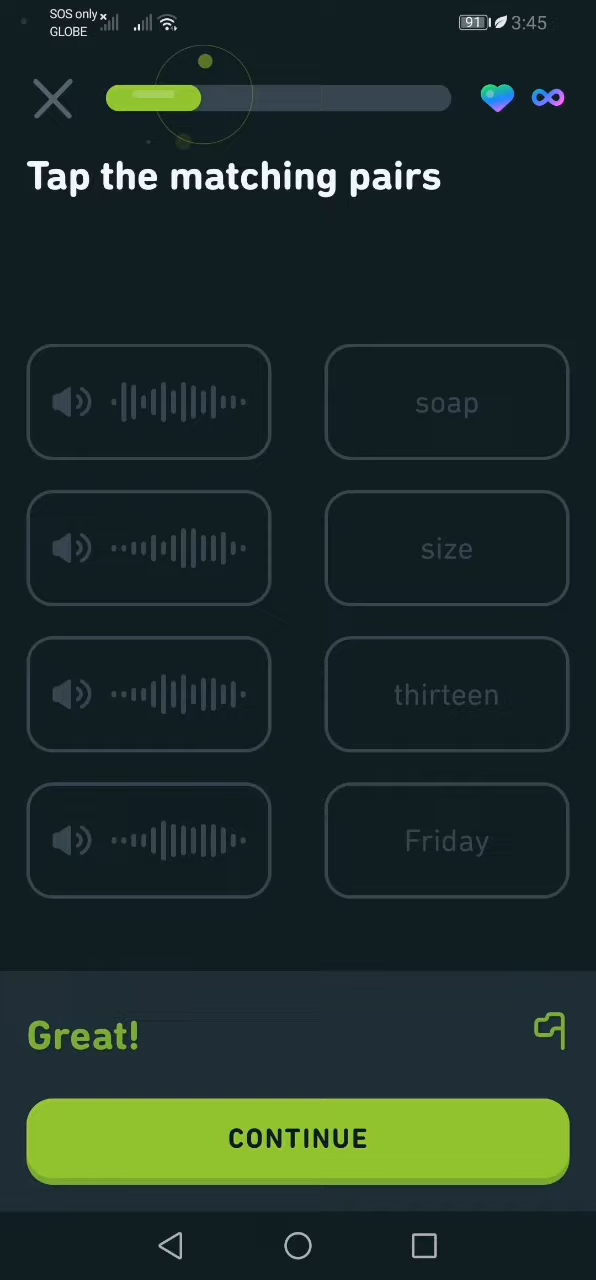 SOS only
GLOBE
91
3:45
Tap the matching pairs
soap
size
thirteen
Friday
Great!
CONTINUE